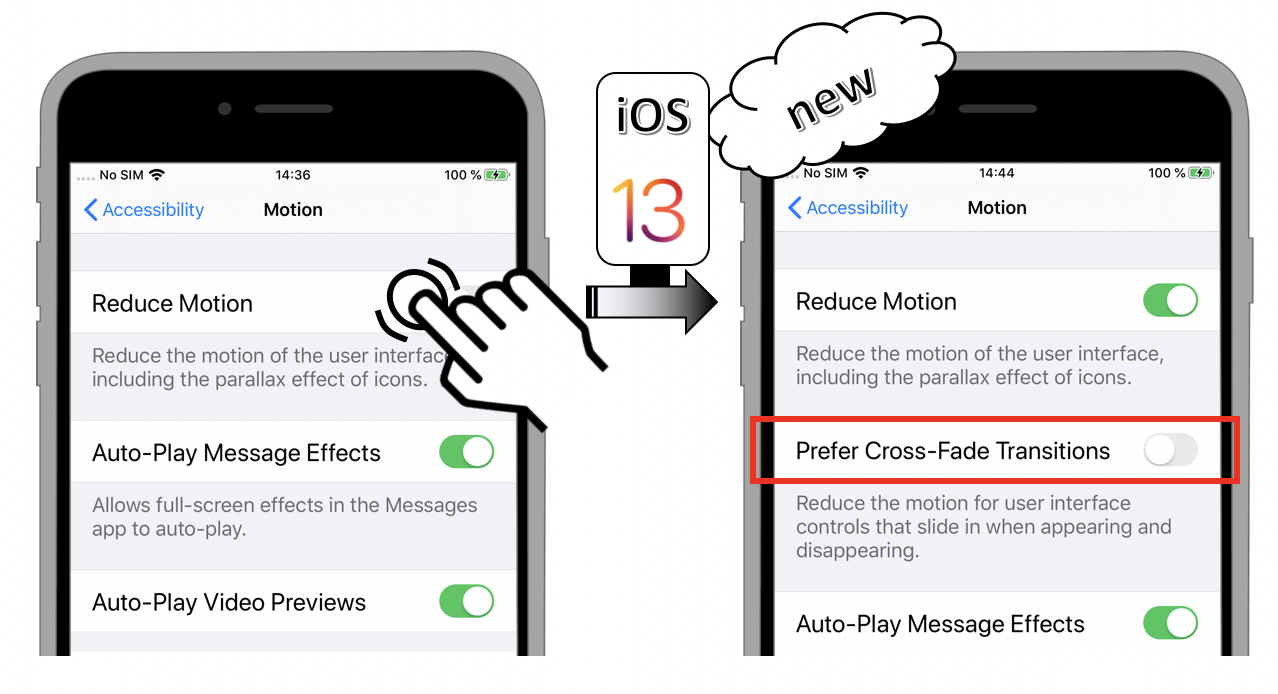 No SIM
14:36
100 %
Accessibility
Motion
Reduce Motion
Reduce the motion of the user interface
including the parallax effect of icons.
Auto-Play Message Effects
Allows full-screen effects in the Messages
app to auto-play.
Auto-Play Video Previews
iOS
13
new
No SIM
14:44
100 %
Accessibility
Motion
Reduce Motion
Reduce the motion of the user interface,
including the parallax effect of icons.
Prefer Cross-Fade Transitions
Reduce the motion for user interface
controls that slide in when appearing and
disappearing.
Auto-Play Message Effects